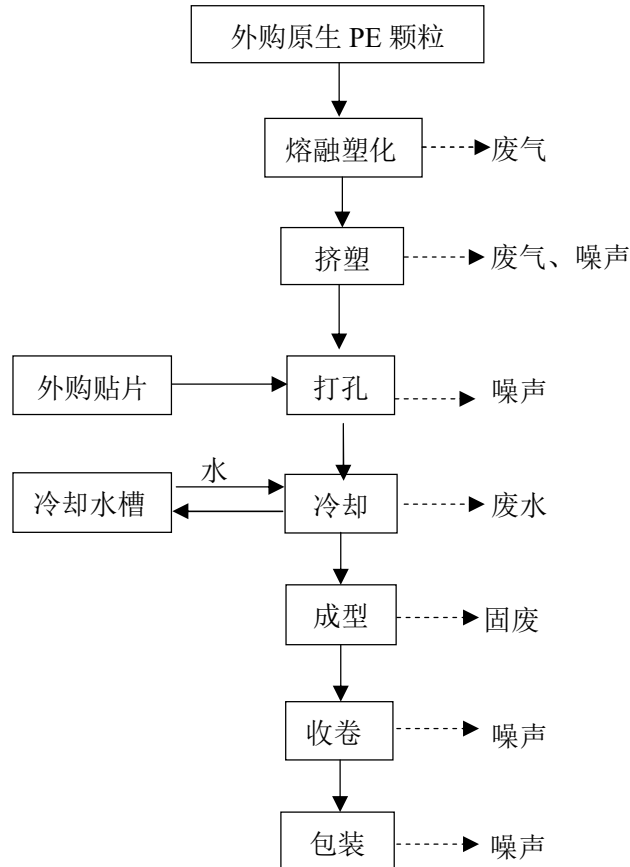 外购原生 PE 颗粒
熔融塑化
废气
挤塑
废气、噪声
外购贴片
打孔
噪声
水
冷却水槽
冷却
废水
成型
固废
收卷
噪声
包装
噪声